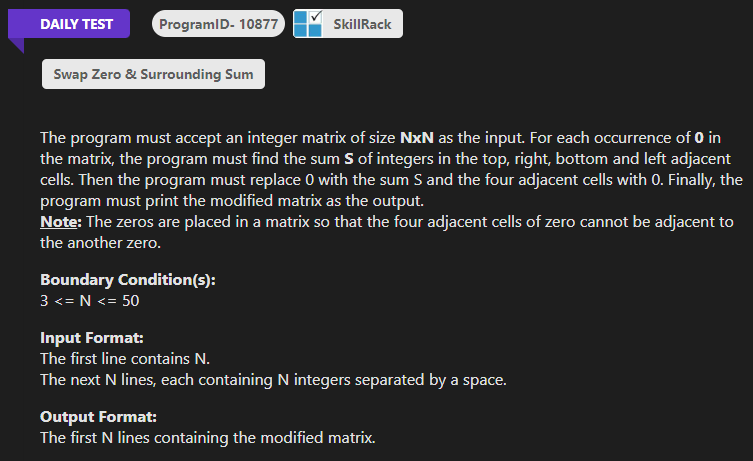 DAILY TEST ProgramID- 10877 SkillRack
Swap Zero & Surrounding Sum
The program must accept an integer matrix of size NxN as the input. For each occurrence of 0 in
the matrix, the program must find the sum S of integers in the top, right, bottom and left adjacent
cells. Then the program must replace 0 with the sum S and the four adjacent cells with 0. Finally, the
program must print the modified matrix as the output.
Note: The zeros are placed in a matrix so that the four adjacent cells of zero cannot be adjacent to
the another zero.
Boundary Condition(s):
3 <= N <= 50
Input Format:
The first line contains N.
The next N lines, each containing N integers separated by a space.
Output Format:
The first N lines containing the modified matrix.